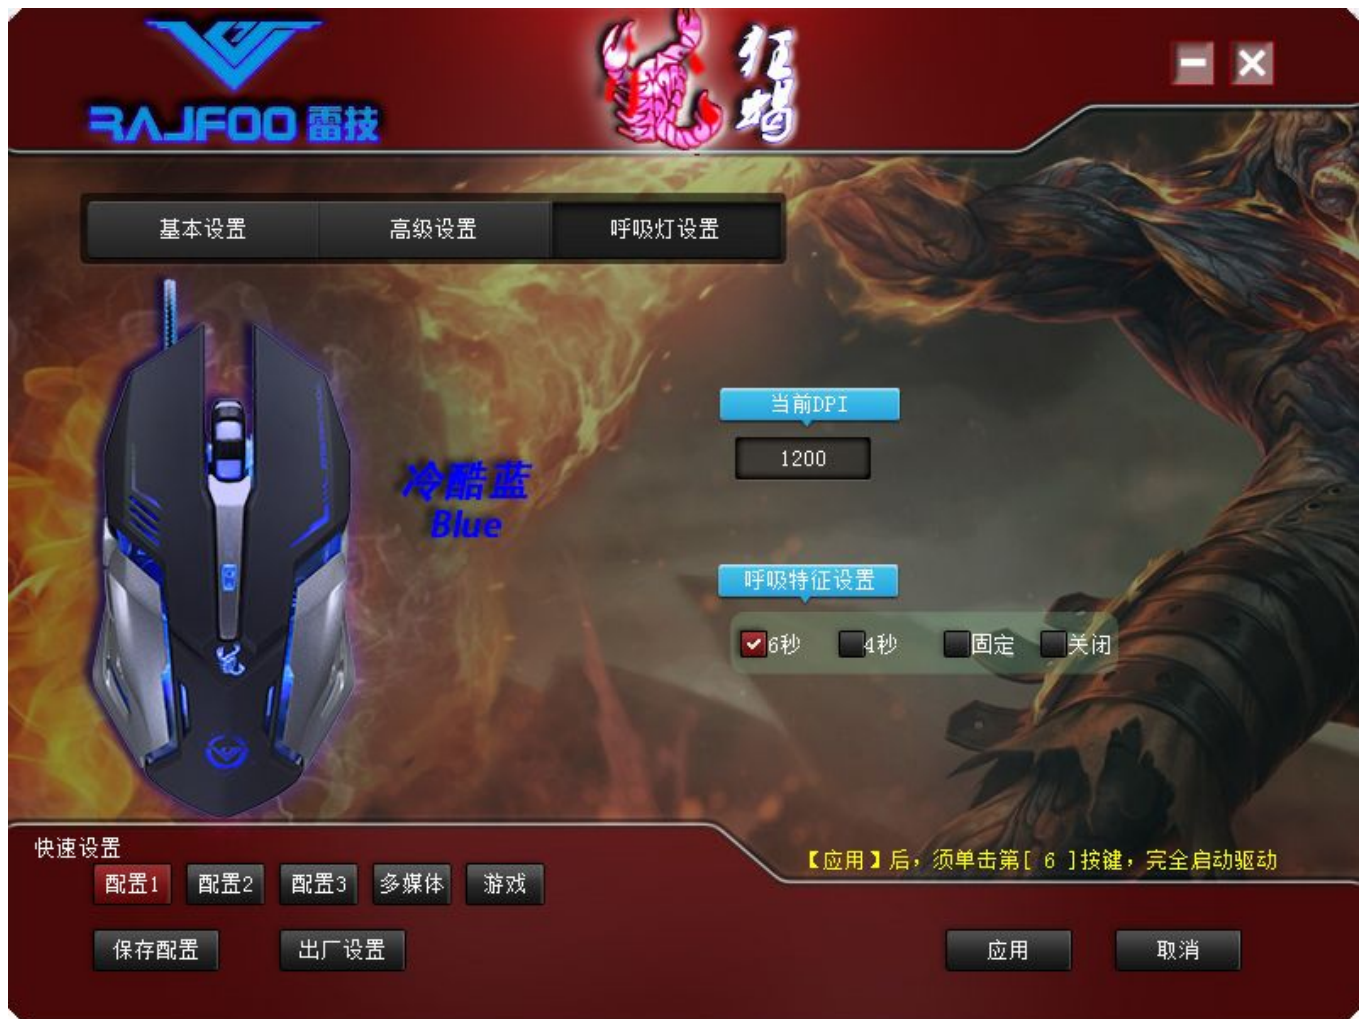 RAJFOO 雷技
狂蝎
基本设置
高级设置
呼吸灯设置
当前DPI
1200
冷酷蓝
Blue
呼吸特征设置
6秒
4秒
固定
关闭
快速设置
【应用】后，须单击第[ 6 ]按键，完全启动驱动
配置1
配置2
配置3
多媒体
游戏
保存配置
出厂设置
应用
取消